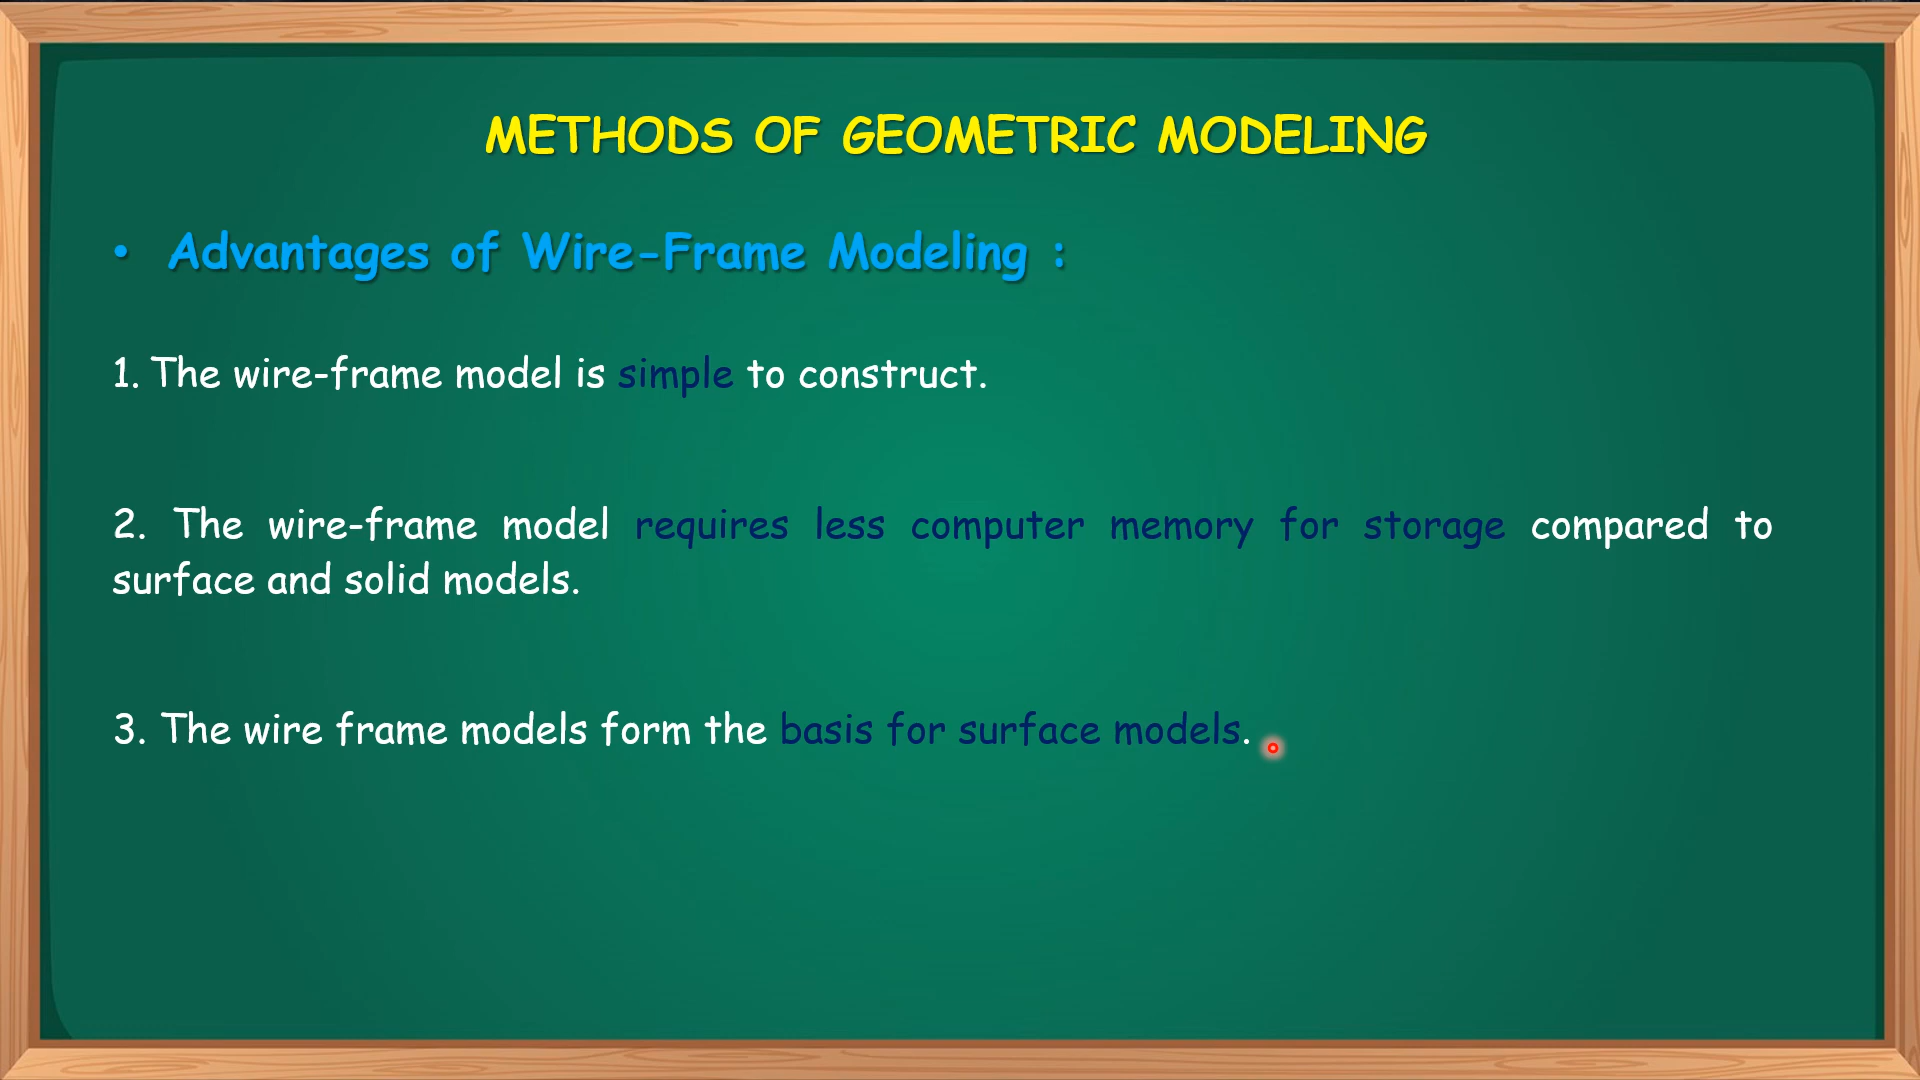 METHODS OF GEOMETRIC MODELING
• Advantages of Wire-Frame Modeling :
1. The wire-frame model is simple to construct.
2. The wire-frame model requires less computer memory for storage compared to
surface and solid models.
3. The wire frame models form the basis for surface models.